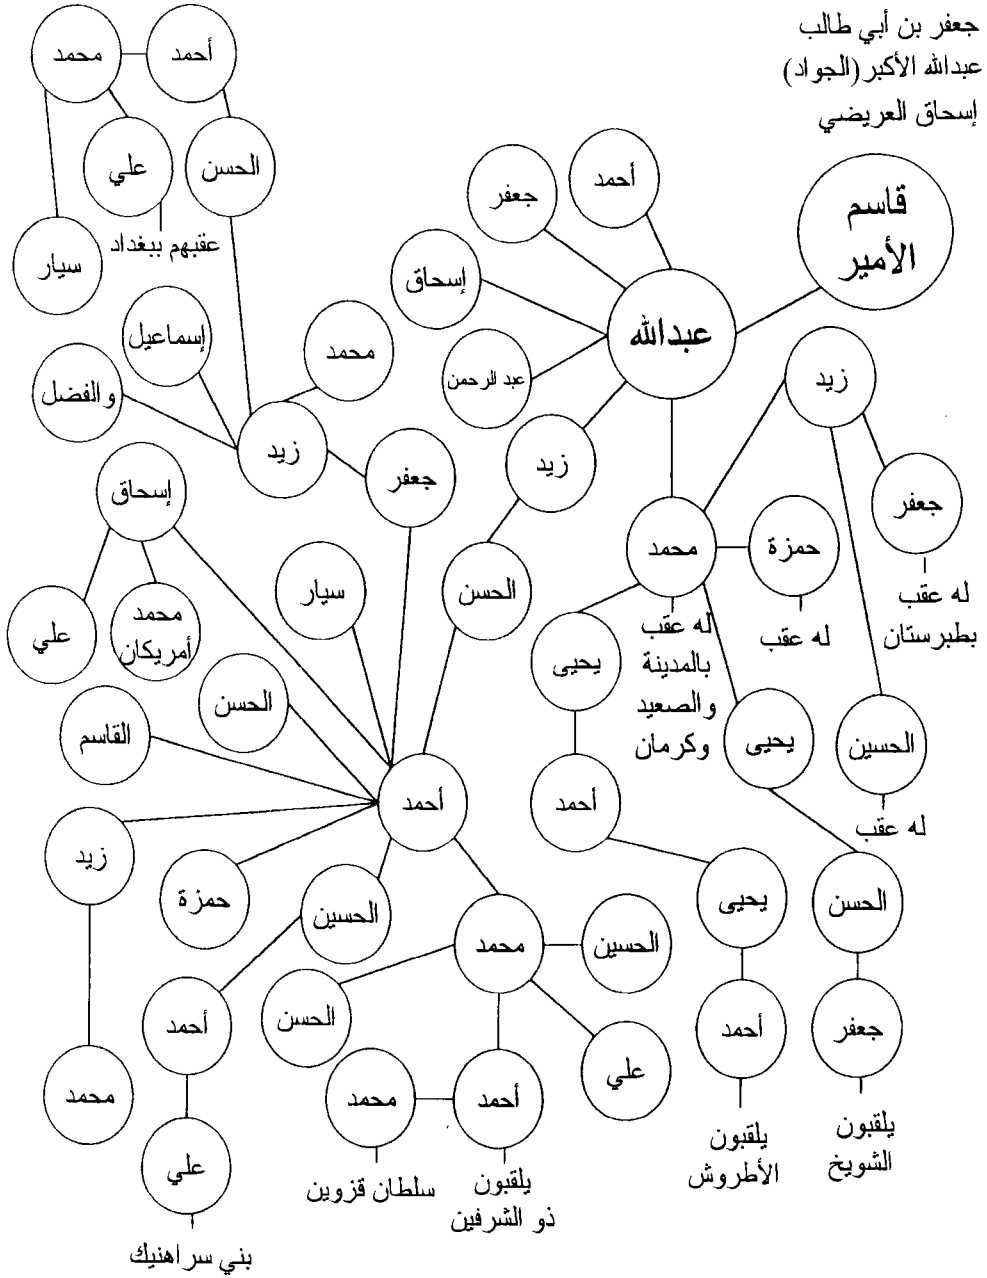 جعفر بن أبي طالب
عبدالله الأكبر (الجواد)
إسحاق العريضي
قاسم
الأمير
أحمد
محمد
علي
الحسن
عقبهم ببغداد
سيار
أحمد
جعفر
إسحاق
عبدالله
عبد الرحمن
محمد
إسماعيل
والفضل
زيد
زيد
زيد
جعفر
جعفر
له عقب
بطبرستان
إسحاق
محمد
حمزة
له عقب
له عقب
بالمدينة
والصعيد
وكرمان
الحسن
سيار
علي
محمد
أمريكان
يحيى
الحسن
القاسم
يحيى
الحسين
له عقب
أحمد
أحمد
زيد
حمزة
الحسين
محمد
الحسين
يحيى
الحسن
أحمد
الحسن
علي
أحمد
جعفر
محمد
محمد
أحمد
علي
يلقبون
الأطروش
يلقبون
الشويخ
سلطان قزوين
يلقبون
ذو الشرفين
بني سراهنيك